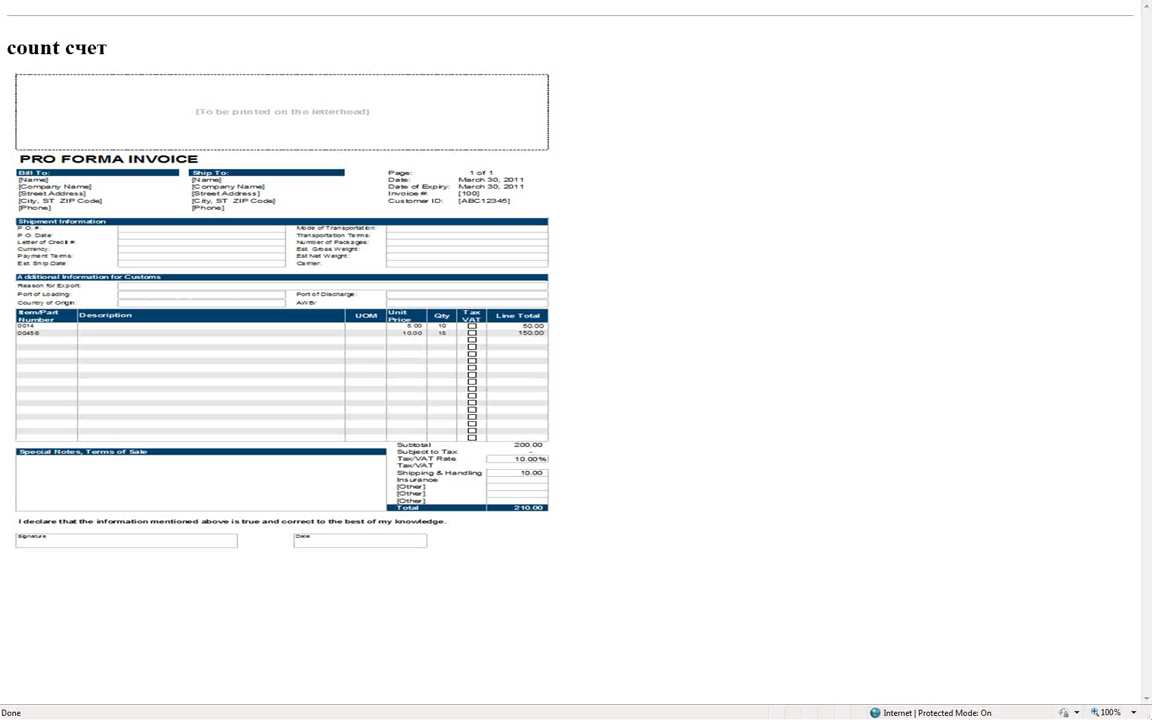 count счет
[To be printed on the letterhead]
PRO FORMA INVOICE
Bill To:
[Name]
[Company Name]
[Street Address]
[City, ST ZIP Code]
[Phone]
Ship To:
[Name]
[Company Name]
[Street Address]
[City, ST ZIP Code]
[Phone]
Page: 1 of 1
Date: March 30, 2011
Date of Expiry: March 30, 2011
Invoice #: [100]
Customer ID: [ABC12345]
Shipment Information
P.O. # Mode of Transportation:
P.O. Date: Transportation Terms:
Letter of Credit #: Number of Packages:
Currency: Est. Gross Weight:
Payment Terms: Est Net Weight:
Est. Ship Date: Carrier:
Additional Information for Customs
Reason for Export:
Port of Loading: Port of Discharge:
Country of Origin: AWB/
Item/Part Number Description UOM Unit Price Qty Tax VAT Line Total
0014 5.00 10 50.00
00458 10.00 15 150.00
Subtotal 200.00
Subject to Tax -
Tax/VAT Rate 10.00%
Tax/VAT
Shipping & Handling 10.00
Insurance
[Other]
[Other]
[Other]
Total 210.00
Special Notes, Terms of Sale
I declare that the information mentioned above is true and correct to the best of my knowledge.
Signature Date
Done Internet | Protected Mode: On 100%